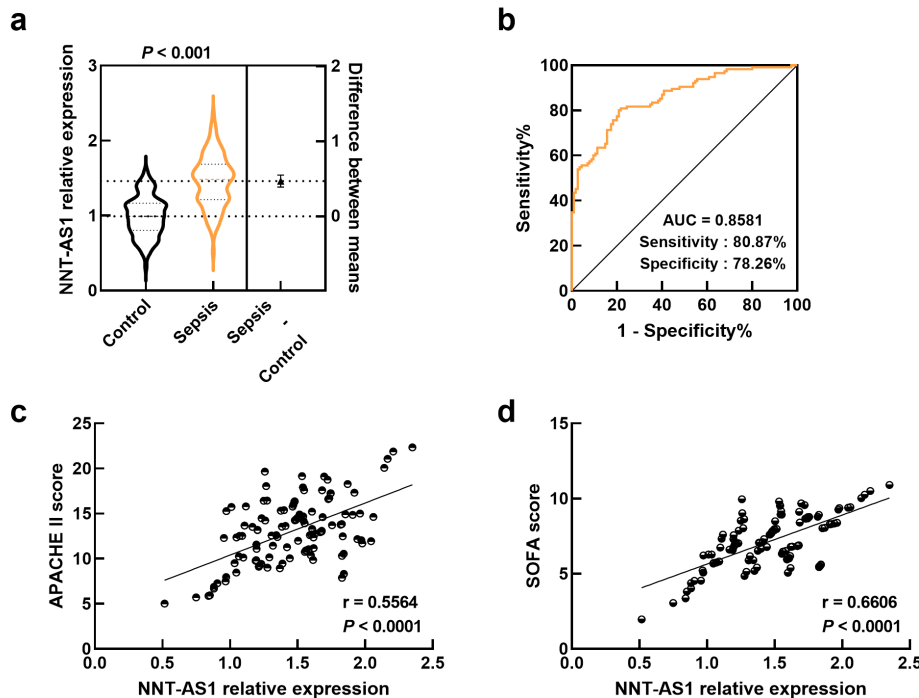 a
P < 0.001
NNT-AS1 relative expression
3
2
1
0
2
1
0
Difference between means
Control
Sepsis
Sepsis
-
Control
b
Sensitivity%
100
80
60
40
20
0
AUC = 0.8581
Sensitivity : 80.87%
Specificity : 78.26%
0 20 40 60 80 100
1 - Specificity%
c
APACHE II score
25
20
15
10
5
0
r = 0.5564
P < 0.0001
0.0 0.5 1.0 1.5 2.0 2.5
NNT-AS1 relative expression
d
SOFA score
15
10
5
0
r = 0.6606
P < 0.0001
0.0 0.5 1.0 1.5 2.0 2.5
NNT-AS1 relative expression